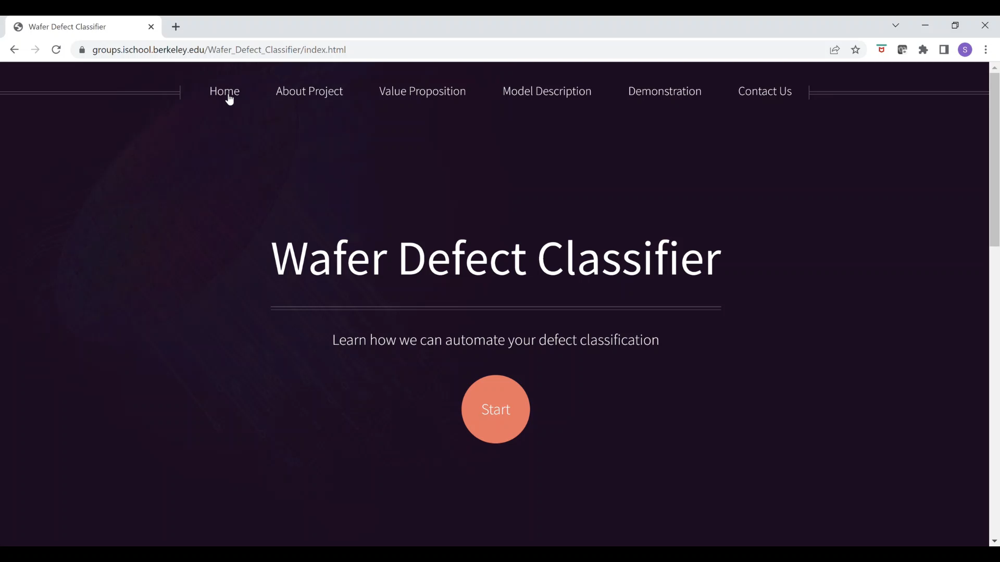 Wafer Defect Classifier
groups.ischool.berkeley.edu/Wafer_Defect_Classifier/index.html
S
Home About Project Value Proposition Model Description Demonstration Contact Us
Wafer Defect Classifier
Learn how we can automate your defect classification
Start